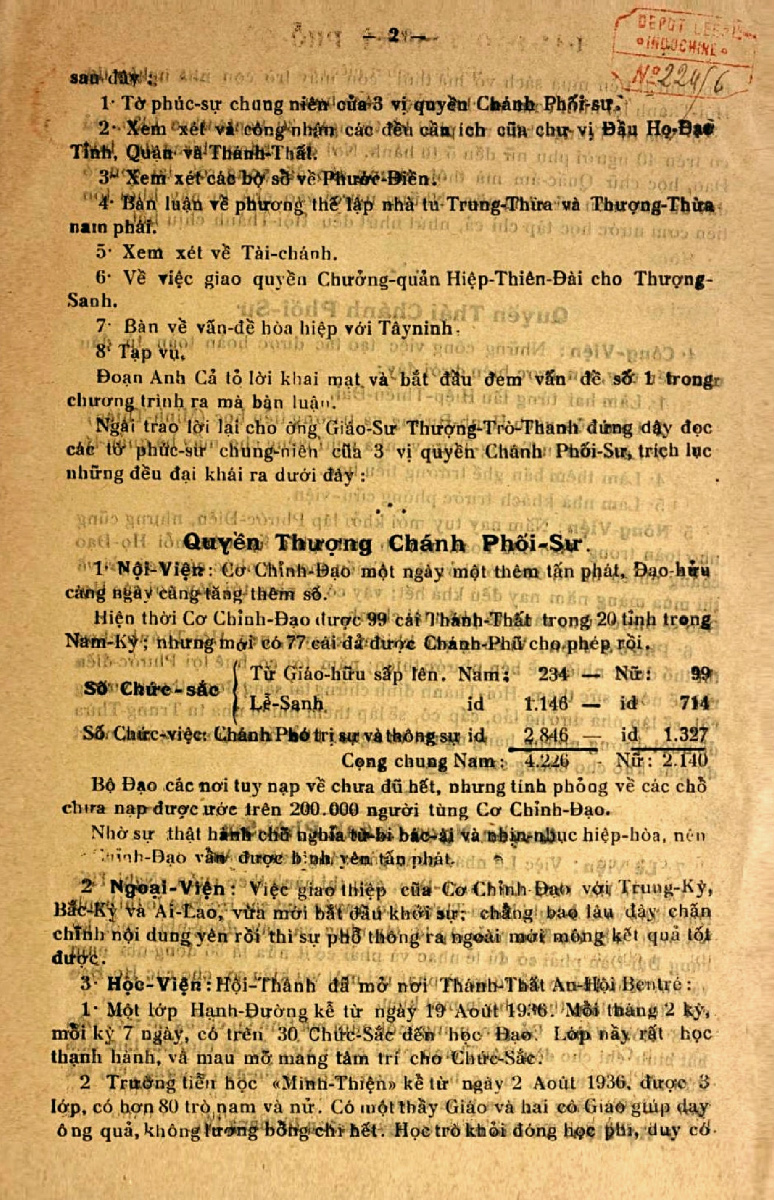 — 2 —
DEPOT LEGAL
INDOCHINE
Nº 224/6
sau đây :
1· Tờ phúc-sự chung niên của 3 vị quyền Chánh Phối-sư.
2· Xem xét và công nhận các đều cần ích của chư vị Đầu Họ-Đạo
Tỉnh, Quận và Thánh-Thất.
3· Xem xét các bộ sổ về Phước-Điền.
4· Bàn luận về phương thế lập nhà tu Trung-Thừa và Thượng-Thừa
nam phái.
5· Xem xét về Tài-chánh.
6· Về việc giao quyền Chưởng-quản Hiệp-Thiên-Đài cho Thượng-
Sanh.
7· Bàn về vấn-đề hòa hiệp với Tâyninh.
8· Tạp vụ.
Đoạn Anh Cả tỏ lời khai mạt và bắt đầu đem vấn đề số 1 trong
chương trình ra mà bàn luận.
Ngài trao lời lại cho ông Giáo-Sư Thượng-Trò-Thanh đứng dậy đọc
các tờ phúc-sự chung-niên của 3 vị quyền Chánh Phối-Sư, trích lục
những đều đại khái ra dưới đây :
Quyền Thượng Chánh Phối-Sư.
1· Nội-Viện : Cơ Chỉnh-Đạo một ngày một thêm tấn phát, Đạo-hữu
càng ngày càng tăng thêm số.
Hiện thời Cơ Chỉnh-Đạo được 99 cái Thánh-Thất trong 20 tỉnh trong
Nam-Kỳ ; nhưng mới có 77 cái đã được Chánh-Phủ cho phép rồi.
Số Chức-sắc { Từ Giáo-hữu sắp lên. Nam : 234 — Nữ : 99
Lễ-Sanh id 1.146 — id 714
Số Chức-việc: Chánh Phó trị sự và thông sự id 2.846 — id 1.327
Cọng chung Nam : 4.226 - Nữ : 2.140
Bộ Đạo các nơi tuy nạp về chưa đũ hết, nhưng tính phỏng về các chỗ
chưa nạp được ước trên 200.000 người tùng Cơ Chỉnh-Đạo.
Nhờ sự thật hành chủ nghĩa từ-bi bác-ái và nhịn-nhục hiệp-hòa, nên
Chỉnh-Đạo vẫn được bình yên tấn phát.
2 Ngoại-Viện : Việc giao thiệp của Cơ Chỉnh Đạo với Trung-Kỳ,
Bắc-Kỳ và Ai-Lao, vừa mới bắt đầu khởi sự; chẳng bao lâu đây chấn
chỉnh nội dung yên rồi thì sự phổ thông ra ngoài mới mông kết quả tốt
được.
3· Học-Viện : Hội-Thánh đã mở nơi Thánh-Thất An-Hội Bentré :
1· Một lớp Hạnh-Đường kể từ ngày 19 Août 1936. Mỗi tháng 2 kỳ,
mỗi kỳ 7 ngày, có trên 30 Chức-Sắc đến học Đạo. Lớp nầy rất học
thạnh hành, và mau mở mang tâm trí cho Chức-Sắc.
2 Trường tiểu học «Minh-Thiện» kể từ ngày 2 Août 1936, được 3
lớp, có hơn 80 trò nam và nữ. Có một thầy Giáo và hai cô Giáo giúp dạy
ông quả, không lương bổng chi hết. Học trò khỏi đóng học phí, duy có